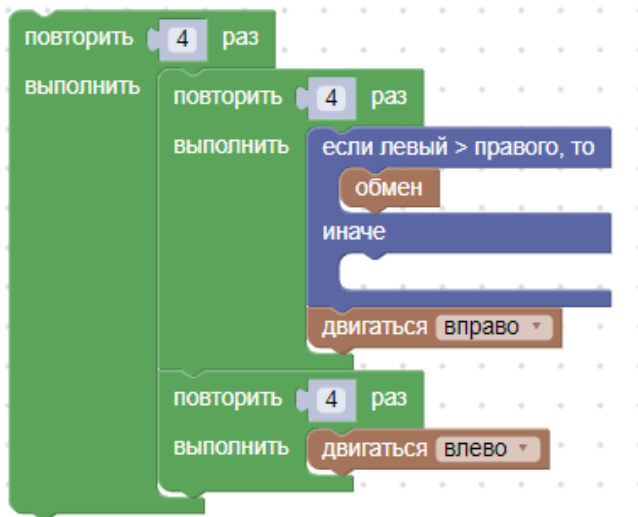 повторить 4 раз
выполнить
повторить 4 раз
выполнить
если левый > правого, то
обмен
иначе
двигаться вправо
повторить 4 раз
выполнить
двигаться влево